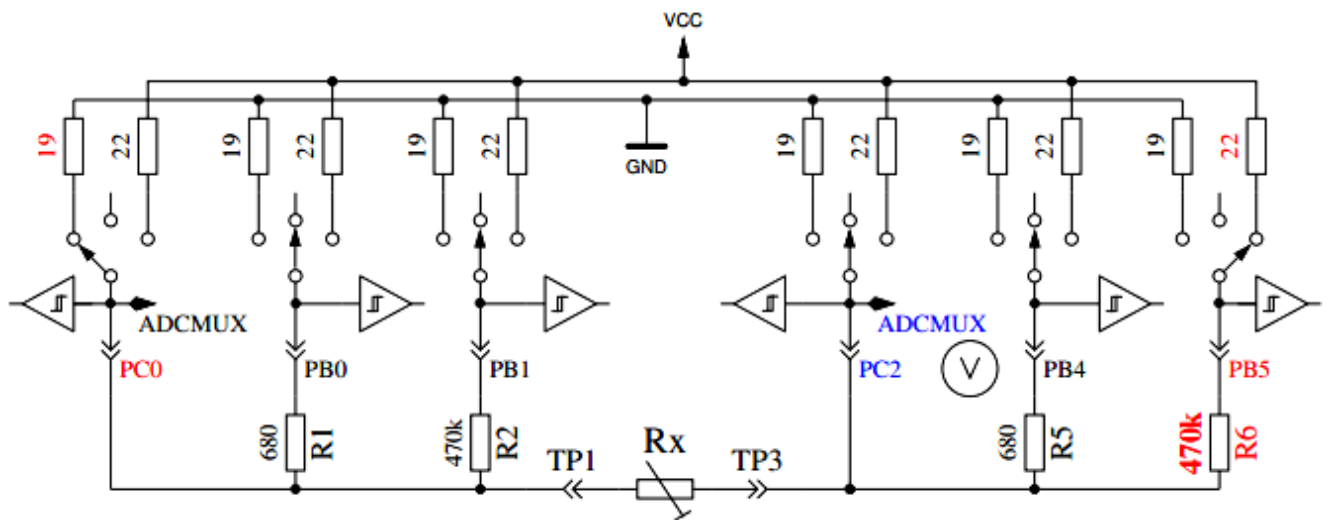 VCC
19
22
19
22
19
22
GND
19
22
19
22
19
22
ADCMUX
ADCMUX
PC0
PB0
PB1
PC2
V
PB4
PB5
680
R1
470k
R2
TP1
Rx
TP3
680
R5
470k
R6